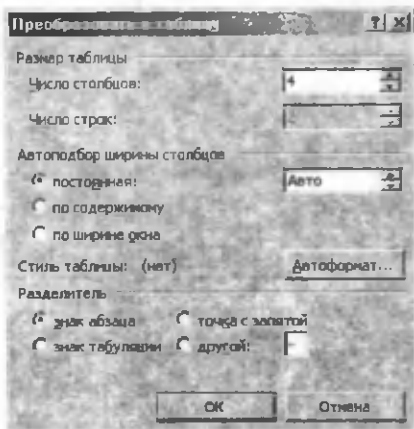 Преобразовать в таблицу
Размер таблицы
Число столбцов: 4
Число строк:
Автоподбор ширины столбцов
постоянная: Авто
по содержимому
по ширине окна
Стиль таблицы: (нет) Автоформат...
Разделитель
знак абзаца точка с запятой
знак табуляции другой: -
ОК Отмена